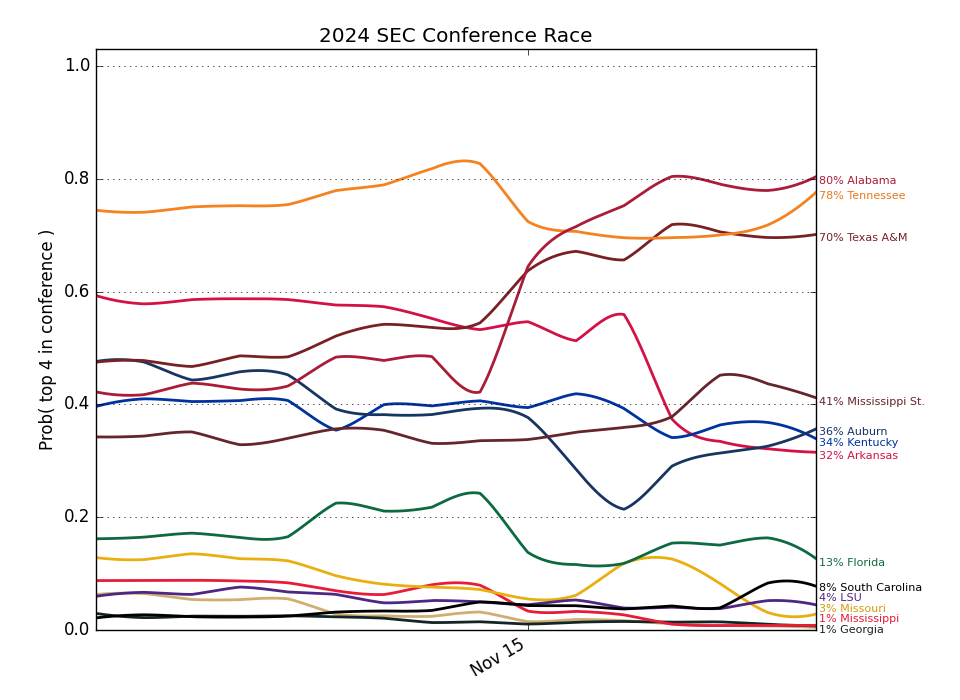 2024 SEC Conference Race
Prob( top 4 in conference )
1.0
0.8
0.6
0.4
0.2
0.0
Nov 15
80% Alabama
78% Tennessee
70% Texas A&M
41% Mississippi St.
36% Auburn
34% Kentucky
32% Arkansas
13% Florida
8% South Carolina
4% LSU
3% Missouri
1% Mississippi
1% Georgia